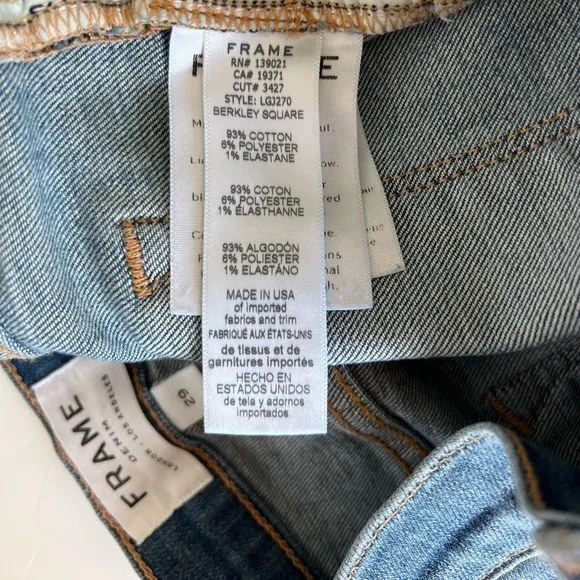 FRAME
RN# 139021
CA# 19371
CUT# 3427
STYLE: LGJ270
BERKLEY SQUARE
93% COTTON
6% POLYESTER
1% ELASTANE
93% COTON
6% POLYESTER
1% ÉLASTHANNE
93% ALGODÓN
6% POLIÉSTER
1% ELASTÁNO
MADE IN USA
of imported
fabrics and trim
FABRIQUÉ AUX ÉTATS-UNIS
de tissus et de
garnitures importés
HECHO EN
ESTADOS UNIDOS
de tela y adornos
importados
29
FRAME
DENIM
LONDON - LOS ANGELES